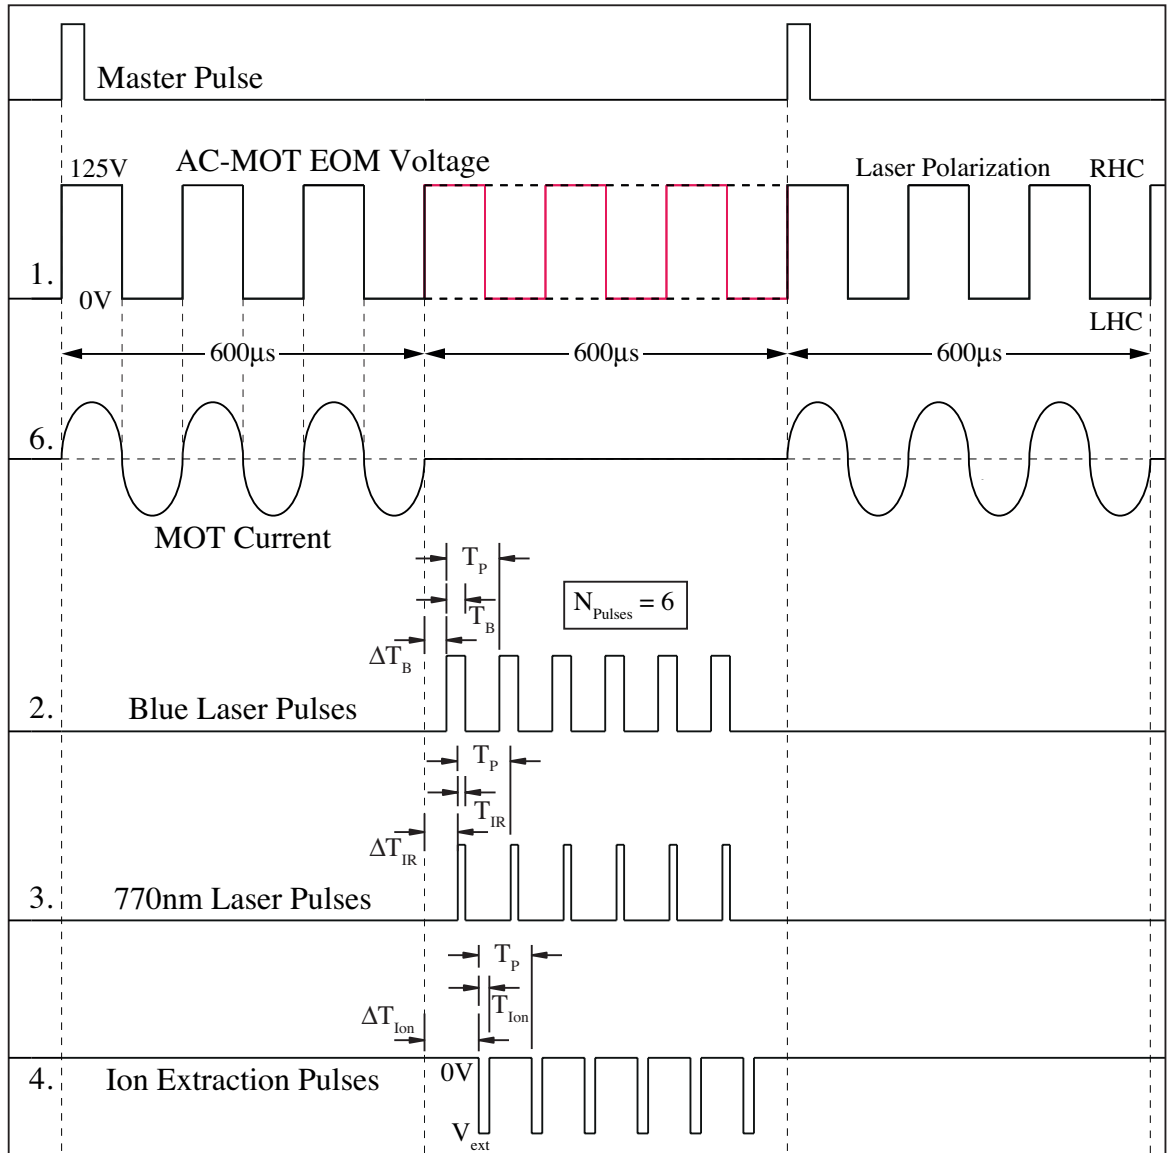 Master Pulse
AC-MOT EOM Voltage
125V
Laser Polarization
RHC
1.
0V
LHC
600μs
600μs
600μs
6.
MOT Current
T_P
N_Pulses = 6
T_B
ΔT_B
2.
Blue Laser Pulses
T_P
T_IR
ΔT_IR
3.
770nm Laser Pulses
T_P
T_Ion
ΔT_Ion
0V
4.
Ion Extraction Pulses
V_ext